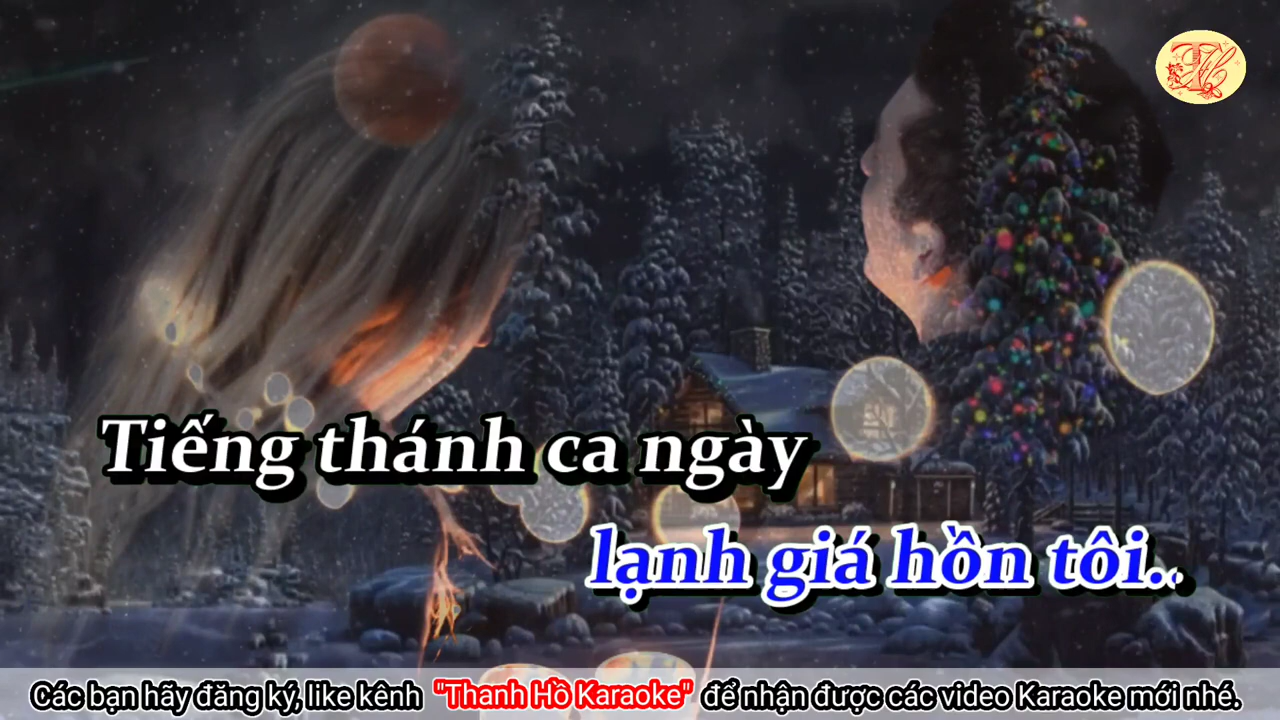 Tiếng thánh ca ngày
lạnh giá hồn tôi..
Các bạn hãy đăng ký, like kênh "Thanh Hồ Karaoke" để nhận được các video Karaoke mới nhé.